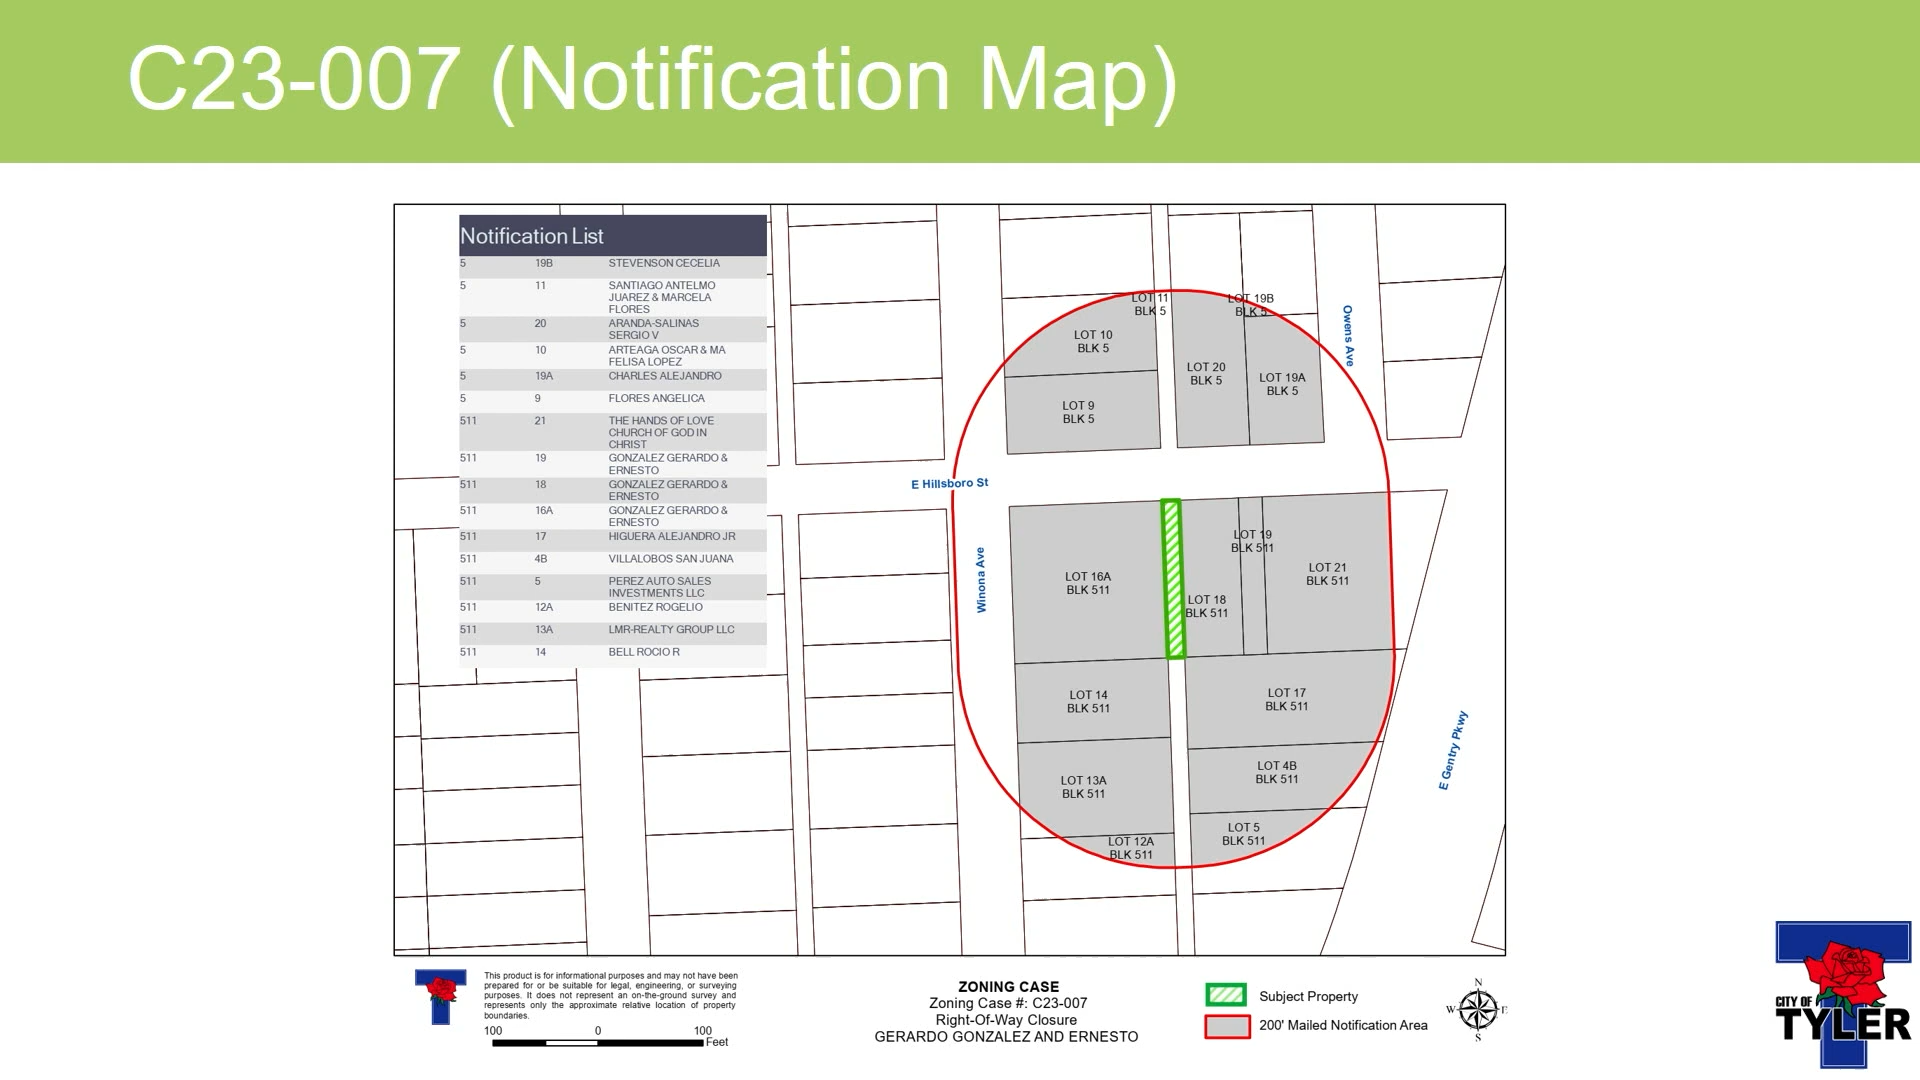 C23-007 (Notification Map)
Notification List
5 19B STEVENSON CECELIA
5 11 SANTIAGO ANTELMO
JUAREZ & MARCELA
FLORES
5 20 ARANDA-SALINAS
SERGIO V
5 10 ARTEAGA OSCAR & MA
FELISA LOPEZ
5 19A CHARLES ALEJANDRO
5 9 FLORES ANGELICA
511 21 THE HANDS OF LOVE
CHURCH OF GOD IN
CHRIST
511 19 GONZALEZ GERARDO &
ERNESTO
511 18 GONZALEZ GERARDO &
ERNESTO
511 16A GONZALEZ GERARDO &
ERNESTO
511 17 HIGUERA ALEJANDRO JR
511 4B VILLALOBOS SAN JUANA
511 5 PEREZ AUTO SALES
INVESTMENTS LLC
511 12A BENITEZ ROGELIO
511 13A LMR-REALTY GROUP LLC
511 14 BELL ROCIO R
LOT 11
BLK 5
LOT 19B
BLK 5
LOT 10
BLK 5
LOT 20
BLK 5
LOT 19A
BLK 5
LOT 9
BLK 5
Owens Ave
E Hillsboro St
Winona Ave
LOT 16A
BLK 511
LOT 19
BLK 511
LOT 18
BLK 511
LOT 21
BLK 511
LOT 14
BLK 511
LOT 17
BLK 511
LOT 13A
BLK 511
LOT 4B
BLK 511
LOT 12A
BLK 511
LOT 5
BLK 511
E Gentry Pkwy
This product is for informational purposes and may not have been
prepared for or be suitable for legal, engineering, or surveying
purposes. It does not represent an on-the-ground survey and
represents only the approximate relative location of property
boundaries.
100 0 100
Feet
ZONING CASE
Zoning Case #: C23-007
Right-Of-Way Closure
GERARDO GONZALEZ AND ERNESTO
Subject Property
200' Mailed Notification Area
N
W E
S
CITY OF
TYLER